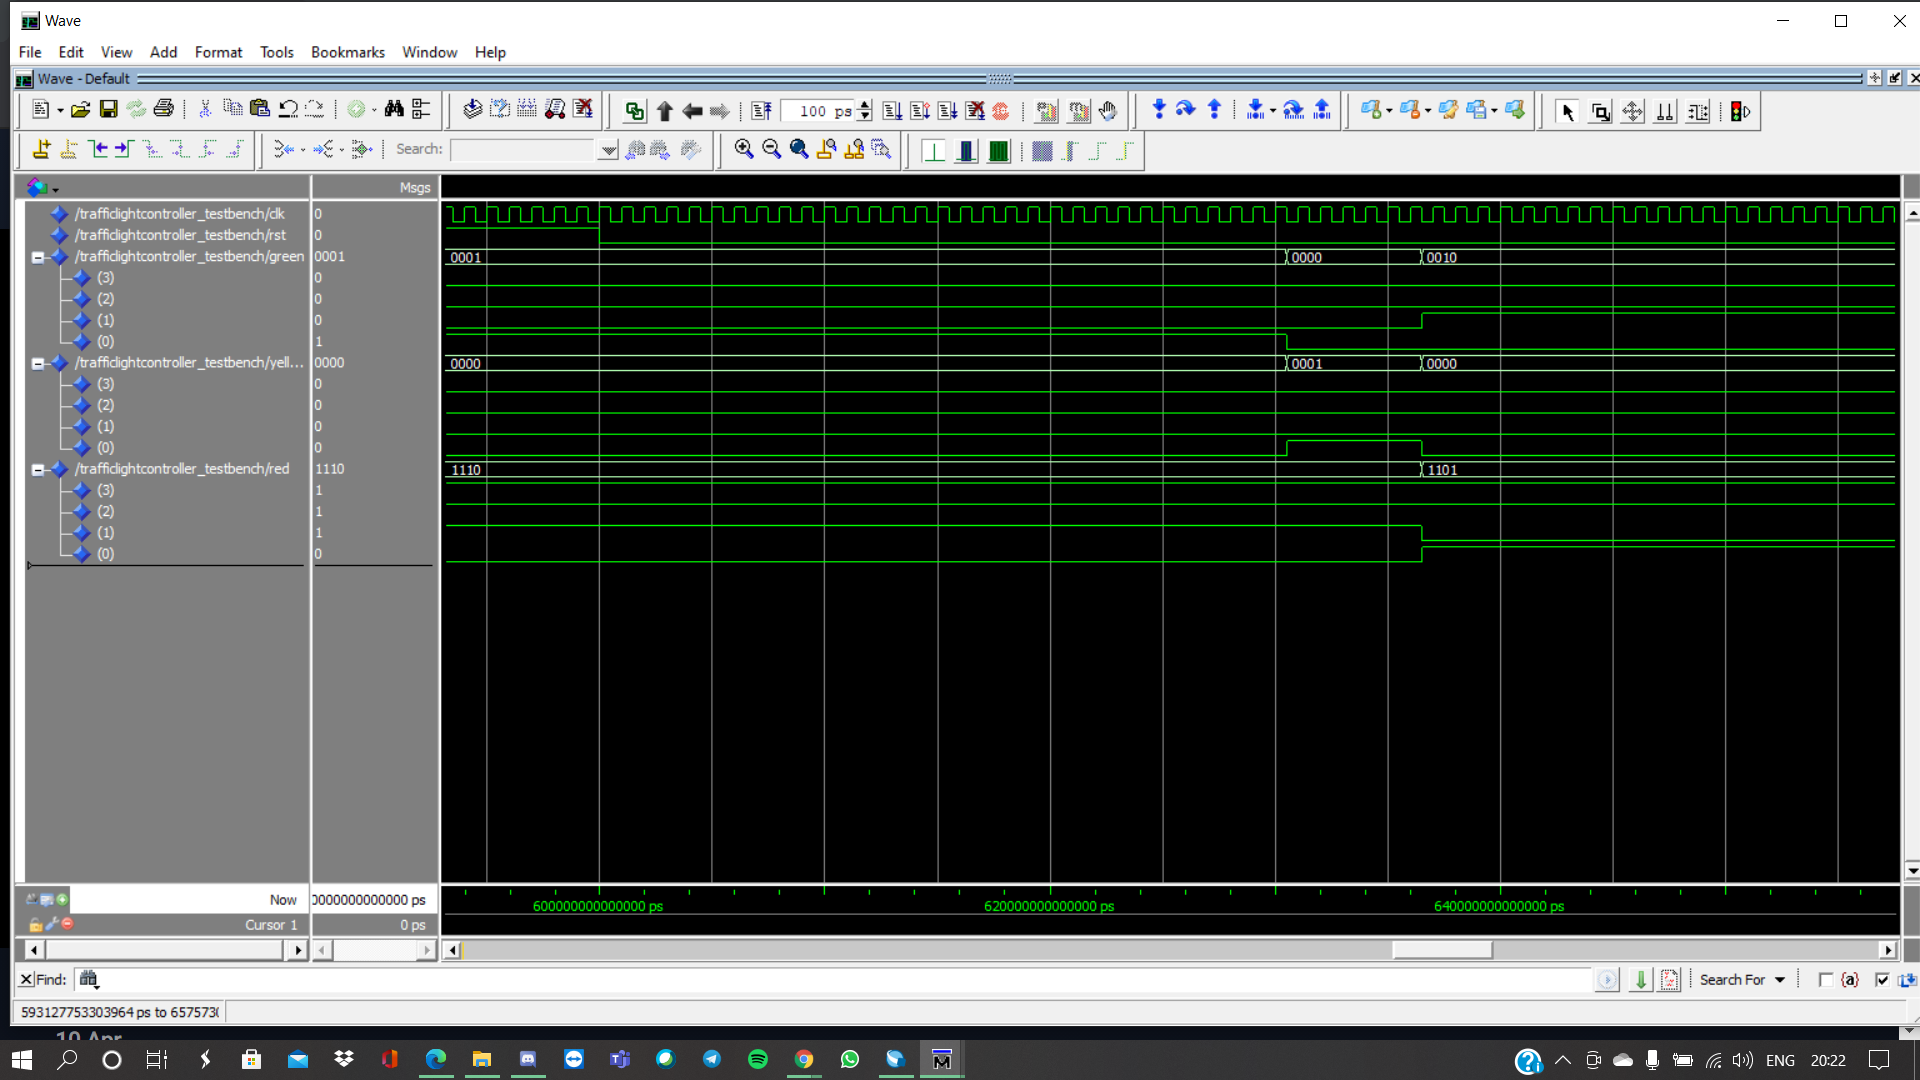 Wave
File Edit View Add Format Tools Bookmarks Window Help
Wave - Default
100 ps
Search:
Msgs
/trafficlightcontroller_testbench/clk 0
/trafficlightcontroller_testbench/rst 0
/trafficlightcontroller_testbench/green 0001 0001 0000 0010
(3) 0
(2) 0
(1) 0
(0) 1
/trafficlightcontroller_testbench/yell... 0000 0000 0001 0000
(3) 0
(2) 0
(1) 0
(0) 0
/trafficlightcontroller_testbench/red 1110 1110 1101
(3) 1
(2) 1
(1) 1
(0) 0
Now 0000000000000 ps 600000000000000 ps 620000000000000 ps 640000000000000 ps
Cursor 1 0 ps
Find: Search For {a}
593127753303964 ps to 6575730
10 Apr
ENG 20:22